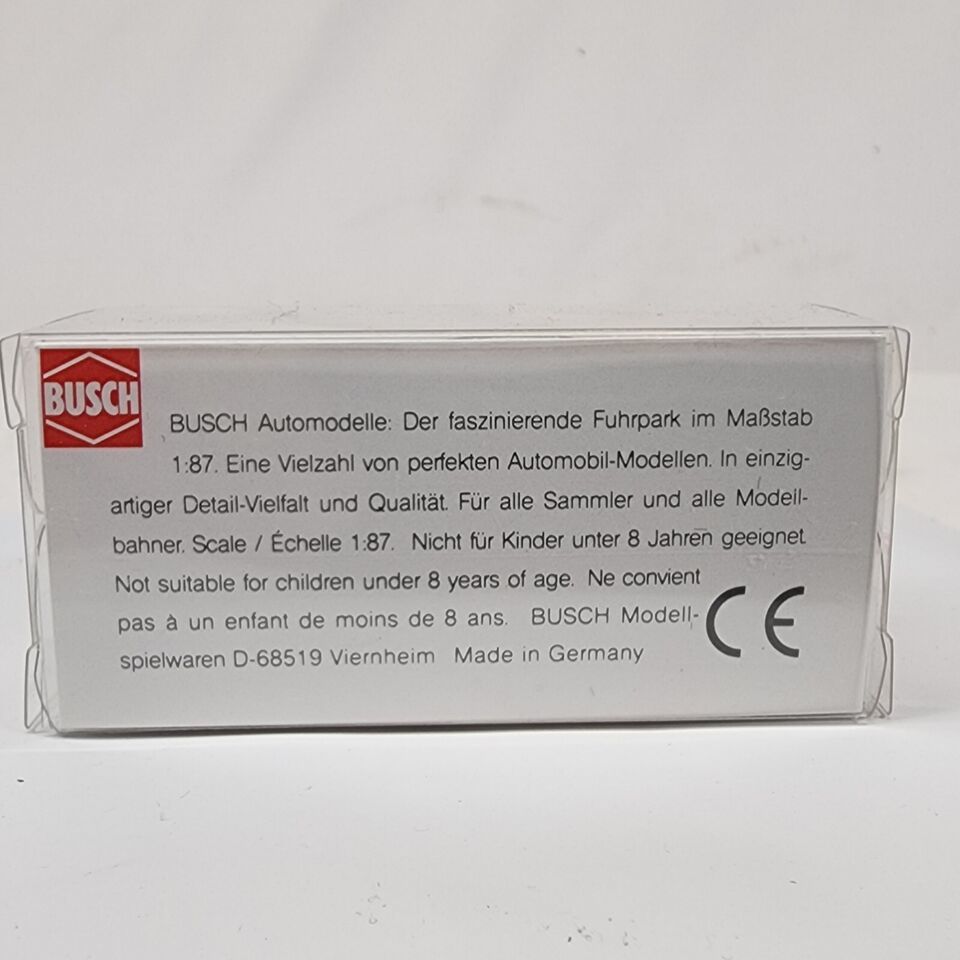 BUSCH
BUSCH Automodelle: Der faszinierende Fuhrpark im Maßstab
1:87. Eine Vielzahl von perfekten Automobil-Modellen. In einzig-
artiger Detail-Vielfalt und Qualität. Für alle Sammler und alle Modell-
bahner. Scale / Échelle 1:87. Nicht für Kinder unter 8 Jahren geeignet.
Not suitable for children under 8 years of age. Ne convient
pas à un enfant de moins de 8 ans. BUSCH Modell-
spielwaren D-68519 Viernheim Made in Germany
CE